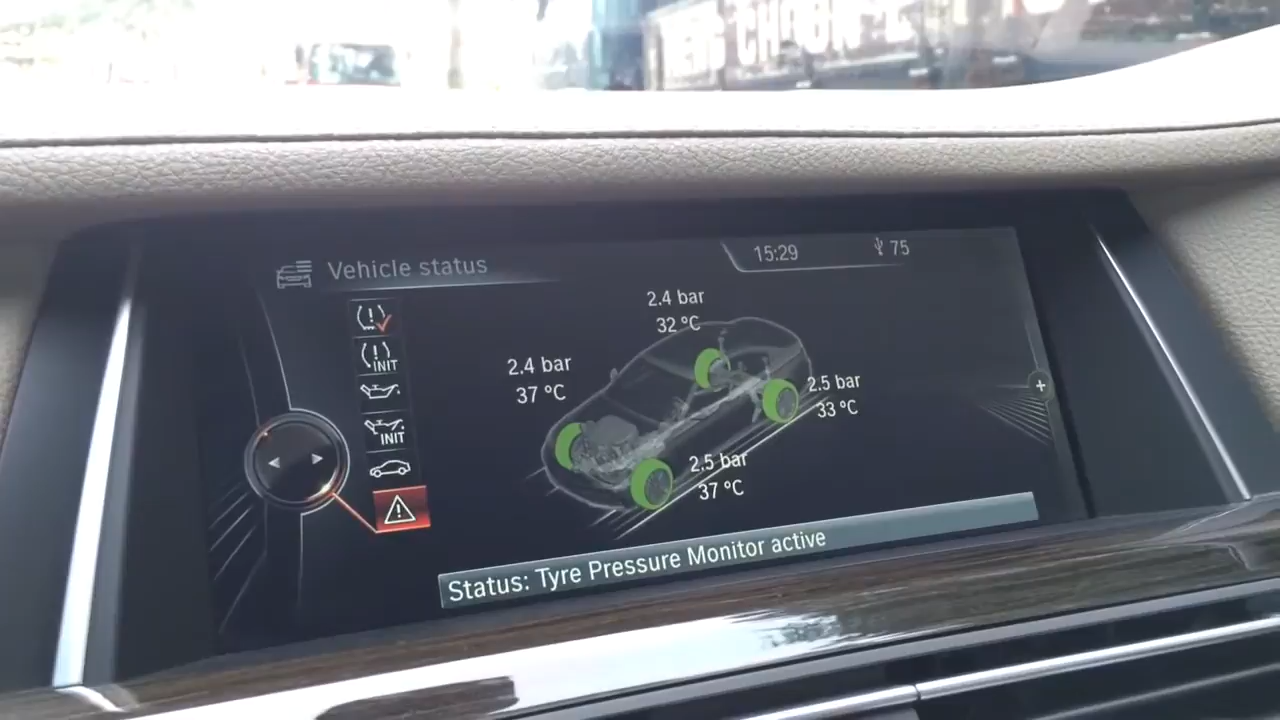 Vehicle status
15:29
75
2.4 bar
32 °C
2.4 bar
37 °C
INIT
2.5 bar
33 °C
INIT
2.5 bar
37 °C
Status: Tyre Pressure Monitor active